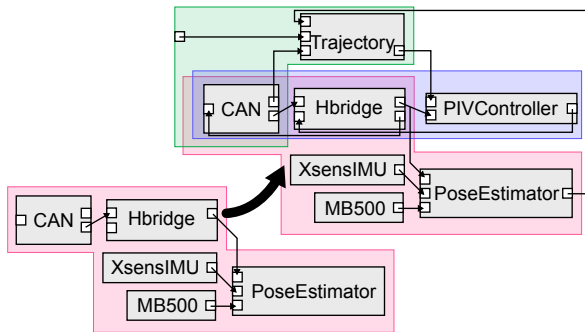 Trajectory
CAN
Hbridge
PIVController
XsensIMU
MB500
PoseEstimator
CAN
Hbridge
XsensIMU
MB500
PoseEstimator